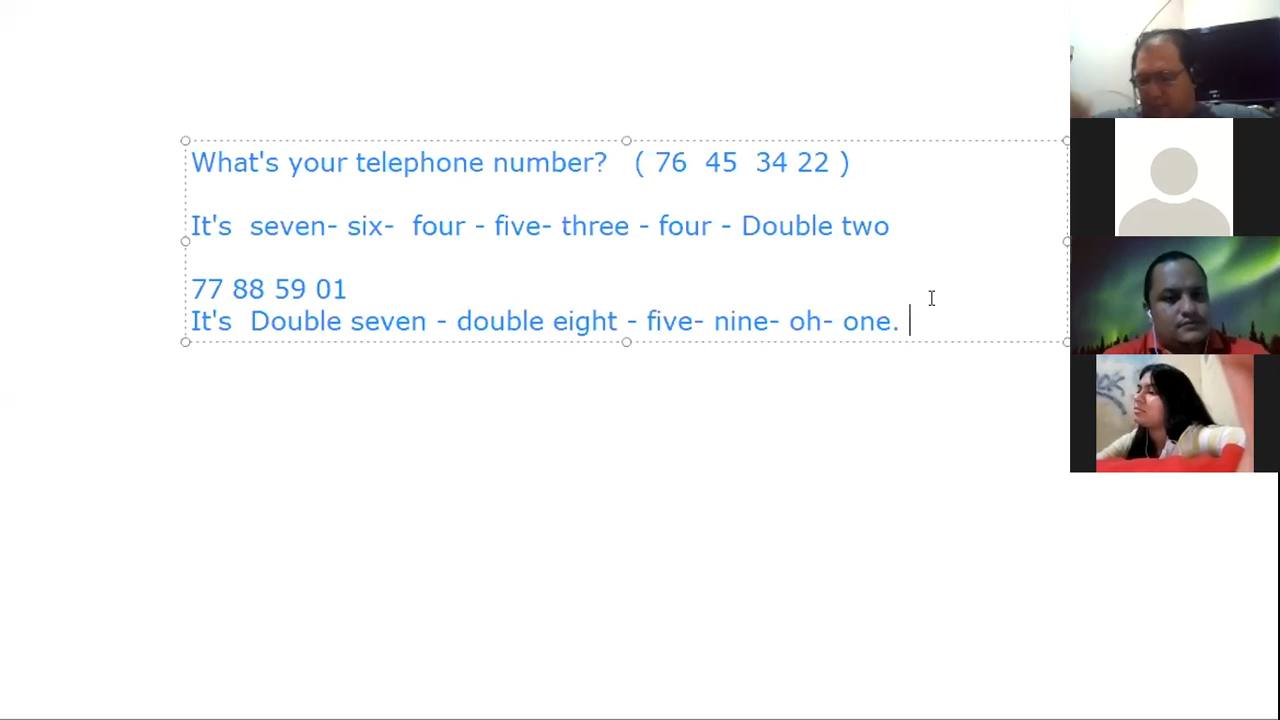 What's your telephone number? ( 76 45 34 22 )
It's seven- six- four - five- three - four - Double two
77 88 59 01
It's Double seven - double eight - five- nine- oh- one.